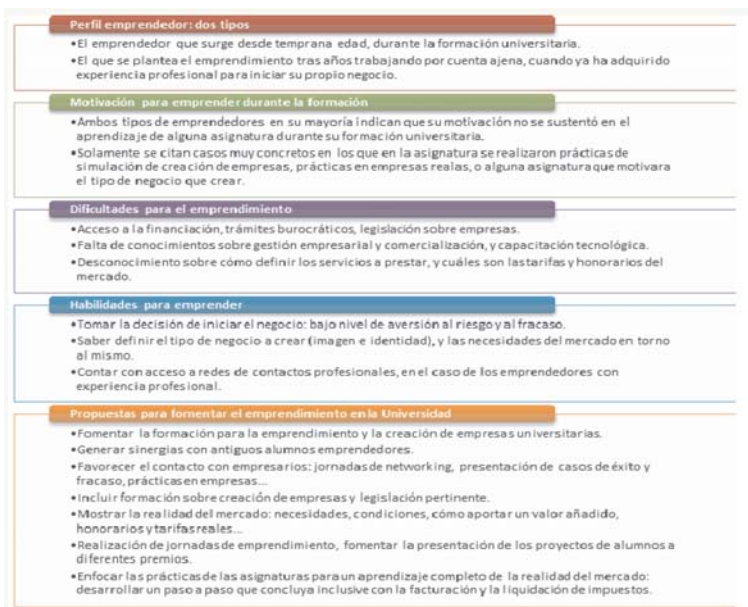 Perfil emprendedor: dos tipos
•El emprendedor que surge desde temprana edad, durante la formación universitaria.
•El que se plantea el emprendimiento tras años trabajando por cuenta ajena, cuando ya ha adquirido
experiencia profesional para iniciar su propio negocio.
Motivación para emprender durante la formación
•Ambos tipos de emprendedores en su mayoría indican que su motivación no se sustentó en el
aprendizaje de alguna asignatura durante su formación universitaria.
•Solamente se citan casos muy concretos en los que en la asignatura se realizaron prácticas de
simulación de creación de empresas, prácticas en empresas realas, o alguna asignatura que motivara
el tipo de negocio que crear.
Dificultades para el emprendimiento
•Acceso a la financiación, trámites burocráticos, legislación sobre empresas.
•Falta de conocimientos sobre gestión empresarial y comercialización, y capacitación tecnológica.
•Desconocimiento sobre cómo definir los servicios a prestar, y cuáles son las tarifas y honorarios del
mercado.
Habilidades para emprender
•Tomar la decisión de iniciar el negocio: bajo nivel de aversión al riesgo y al fracaso.
•Saber definir el tipo de negocio a crear (imagen e identidad), y las necesidades del mercado en torno
al mismo.
•Contar con acceso a redes de contactos profesionales, en el caso de los emprendedores con
experiencia profesional.
Propuestas para fomentar el emprendimiento en la Universidad
•Fomentar la formación para la emprendimiento y la creación de empresas universitarias.
•Generar sinergias con antiguos alumnos emprendedores.
•Favorecer el contacto con empresarios: jornadas de networking, presentación de casos de éxito y
fracaso, prácticas en empresas...
•Incluir formación sobre creación de empresas y legislación pertinente.
•Mostrar la realidad del mercado: necesidades, condiciones, cómo aportar un valor añadido,
honorarios y tarifas reales...
•Realización de jornadas de emprendimiento, fomentar la presentación de los proyectos de alumnos a
diferentes premios.
•Enfocar las prácticas de las asignaturas para un aprendizaje completo de la realidad del mercado:
desarrollar un paso a paso que concluya inclusive con la facturación y la liquidación de impuestos.